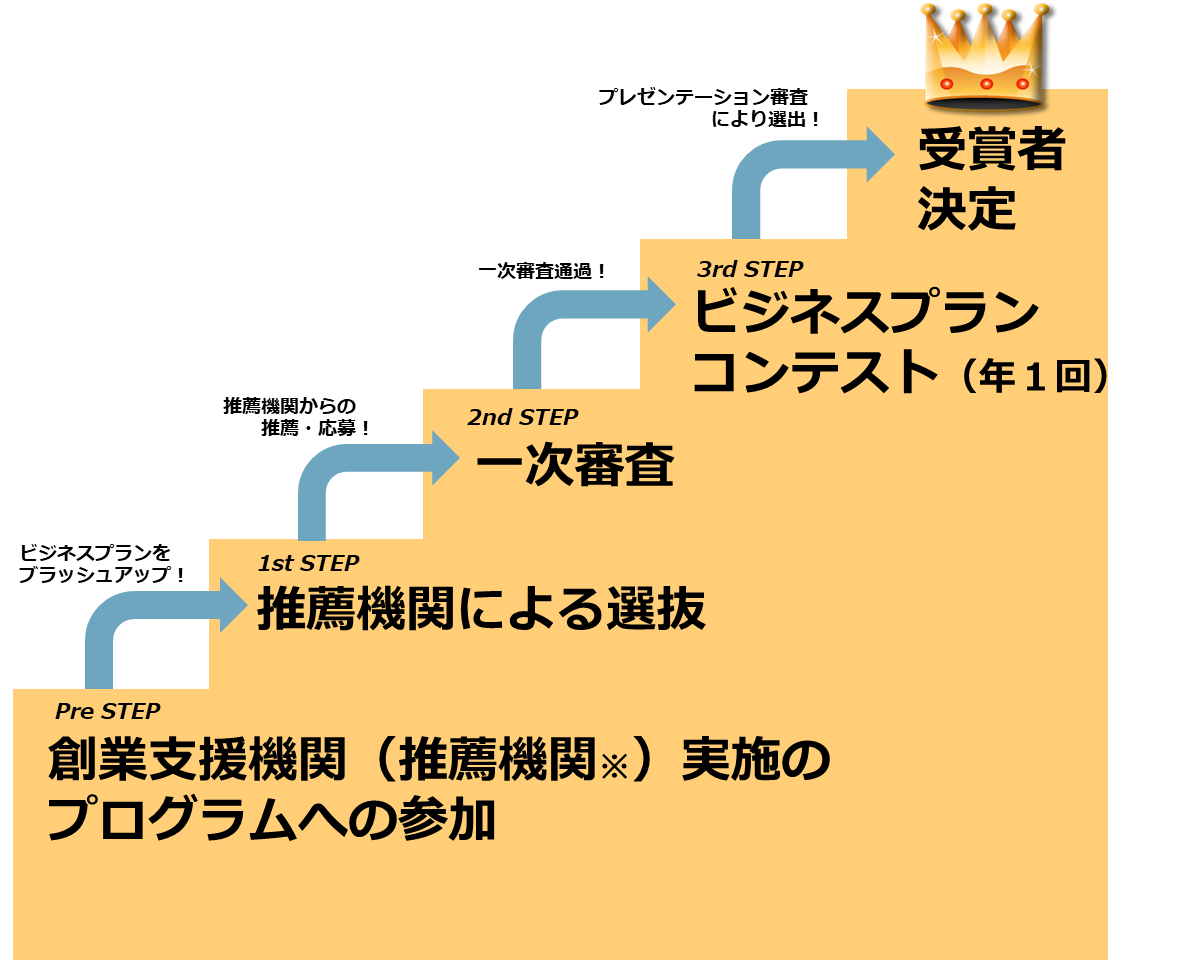 プレゼンテーション審査
により選出！
受賞者
決定
一次審査通過！
3rd STEP
ビジネスプラン
コンテスト（年１回）
推薦機関からの
推薦・応募！
2nd STEP
一次審査
ビジネスプランを
ブラッシュアップ！
1st STEP
推薦機関による選抜
Pre STEP
創業支援機関（推薦機関※）実施の
プログラムへの参加